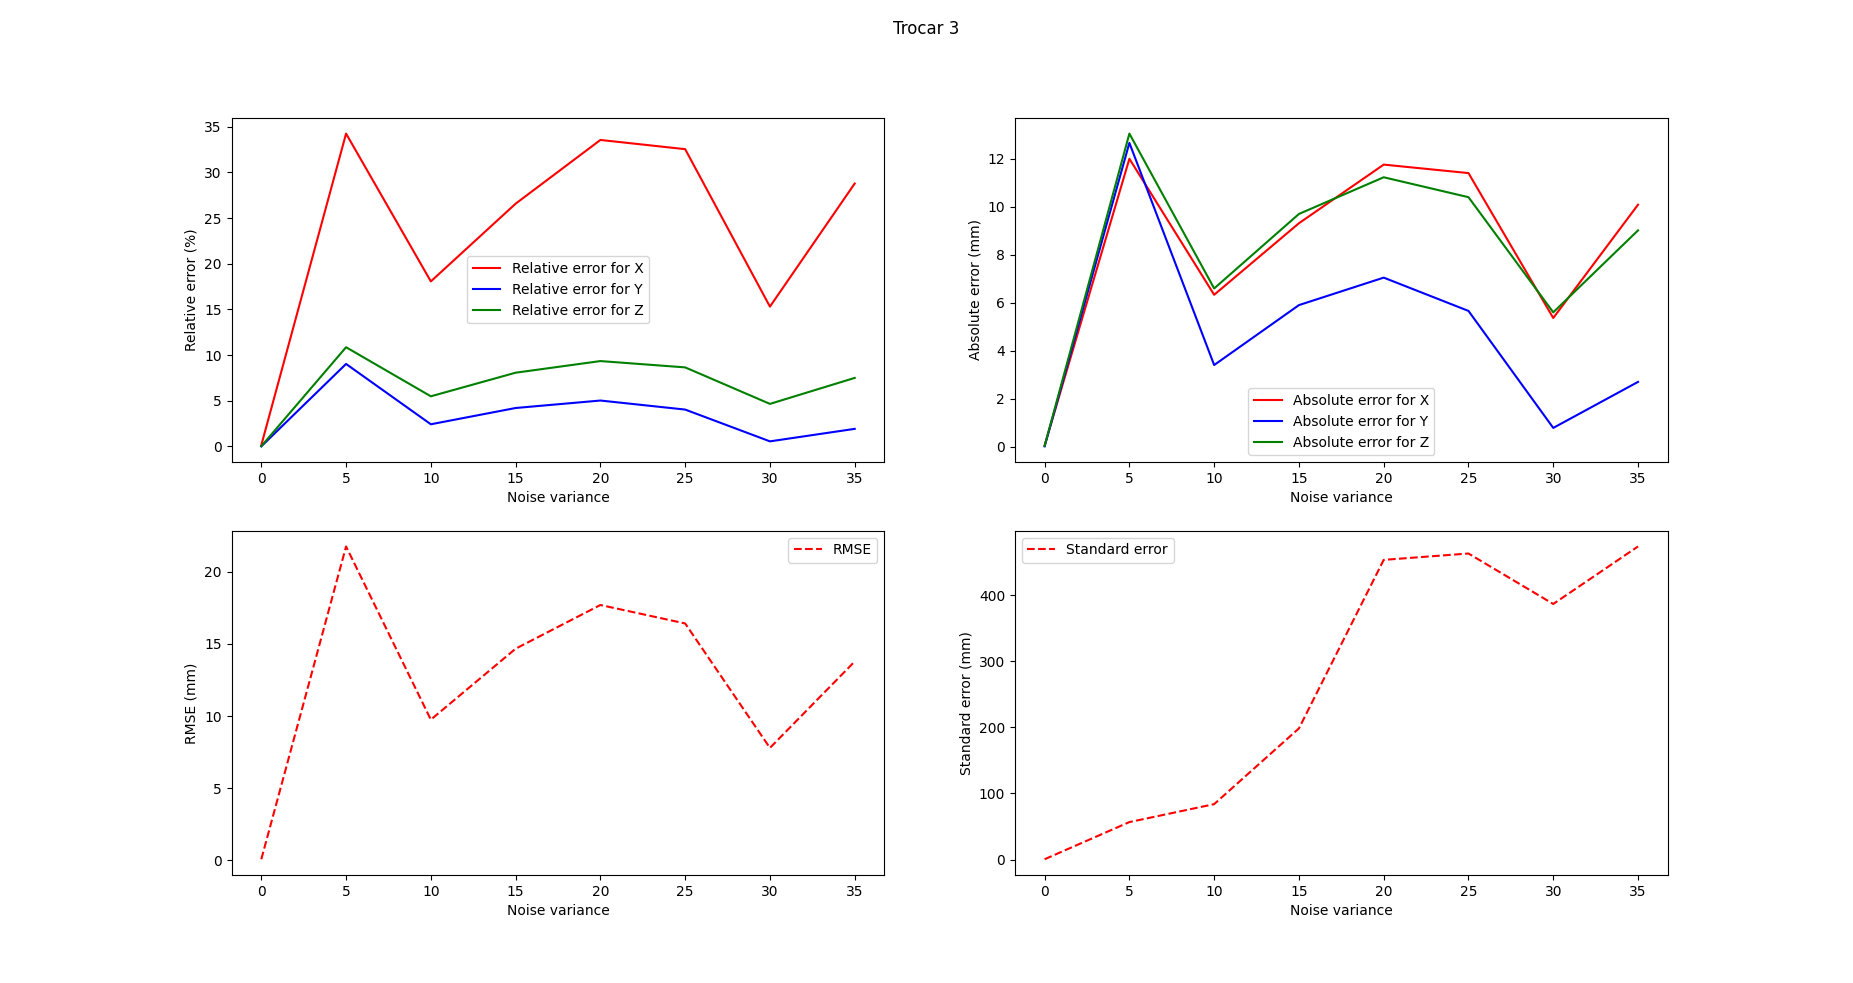 Trocar 3
35
30
25
20
15
10
5
0
Relative error (%)
Relative error for X
Relative error for Y
Relative error for Z
0 5 10 15 20 25 30 35
Noise variance
12
10
8
6
4
2
0
Absolute error (mm)
Absolute error for X
Absolute error for Y
Absolute error for Z
0 5 10 15 20 25 30 35
Noise variance
20
15
10
5
0
RMSE (mm)
RMSE
0 5 10 15 20 25 30 35
Noise variance
400
300
200
100
0
Standard error (mm)
Standard error
0 5 10 15 20 25 30 35
Noise variance